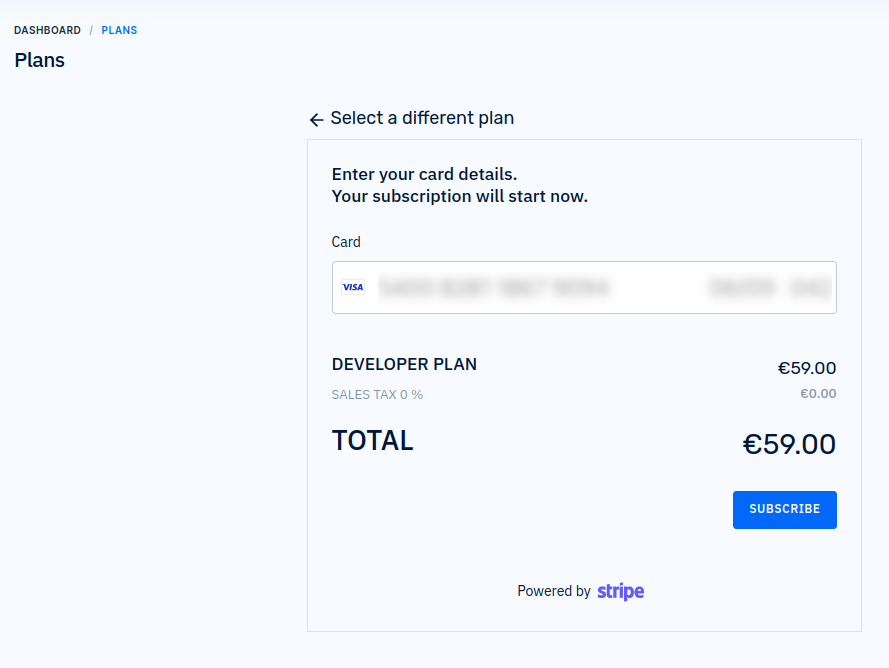 DASHBOARD / PLANS
Plans
← Select a different plan
Enter your card details.
Your subscription will start now.
Card
VISA
DEVELOPER PLAN €59.00
SALES TAX 0 % €0.00
TOTAL €59.00
SUBSCRIBE
Powered by stripe